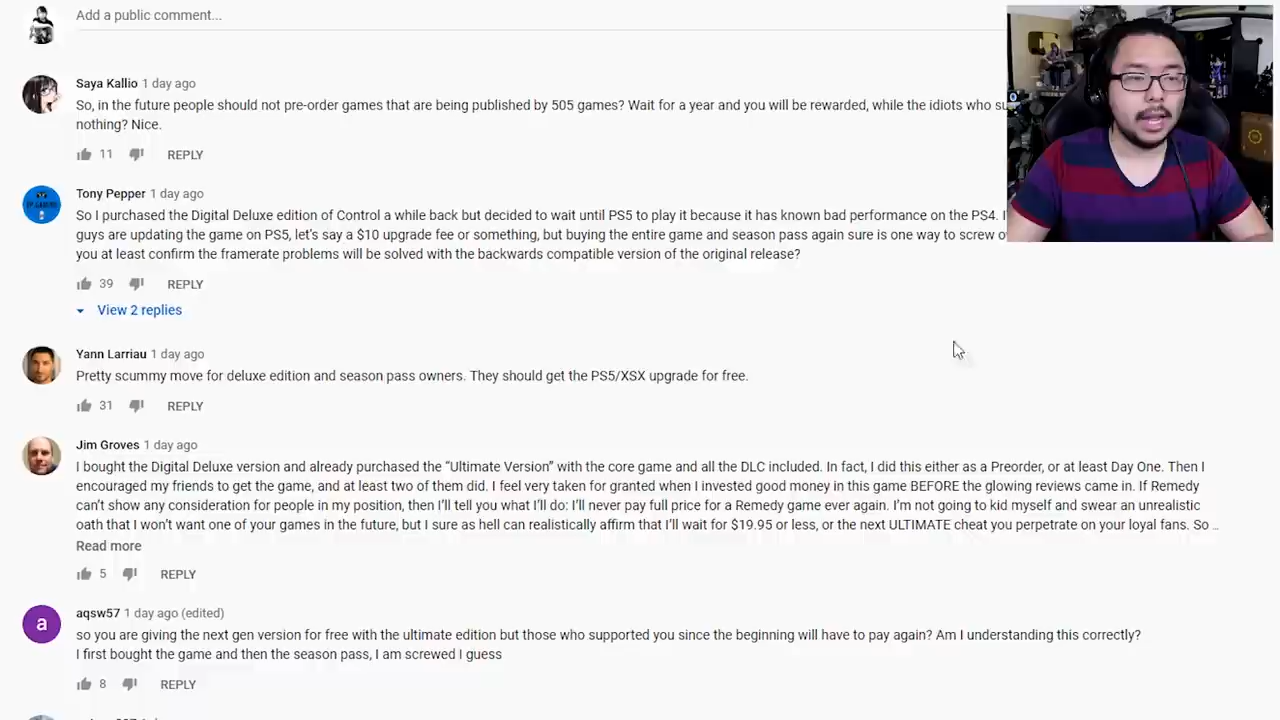 Add a public comment...
Saya Kallio 1 day ago
So, in the future people should not pre-order games that are being published by 505 games? Wait for a year and you will be rewarded, while the idiots who
nothing? Nice.
11 REPLY
Tony Pepper 1 day ago
So I purchased the Digital Deluxe edition of Control a while back but decided to wait until PS5 to play it because it has known bad performance on the PS4.
guys are updating the game on PS5, let's say a $10 upgrade fee or something, but buying the entire game and season pass again sure is one way to screw
you at least confirm the framerate problems will be solved with the backwards compatible version of the original release?
39 REPLY
View 2 replies
Yann Larriau 1 day ago
Pretty scummy move for deluxe edition and season pass owners. They should get the PS5/XSX upgrade for free.
31 REPLY
Jim Groves 1 day ago
I bought the Digital Deluxe version and already purchased the “Ultimate Version” with the core game and all the DLC included. In fact, I did this either as a Preorder, or at least Day One. Then I
encouraged my friends to get the game, and at least two of them did. I feel very taken for granted when I invested good money in this game BEFORE the glowing reviews came in. If Remedy
can’t show any consideration for people in my position, then I’ll tell you what I’ll do: I’ll never pay full price for a Remedy game ever again. I’m not going to kid myself and swear an unrealistic
oath that I won’t want one of your games in the future, but I sure as hell can realistically affirm that I’ll wait for $19.95 or less, or the next ULTIMATE cheat you perpetrate on your loyal fans. So ...
Read more
5 REPLY
a
aqsw57 1 day ago (edited)
so you are giving the next gen version for free with the ultimate edition but those who supported you since the beginning will have to pay again? Am I understanding this correctly?
I first bought the game and then the season pass, I am screwed I guess
8 REPLY